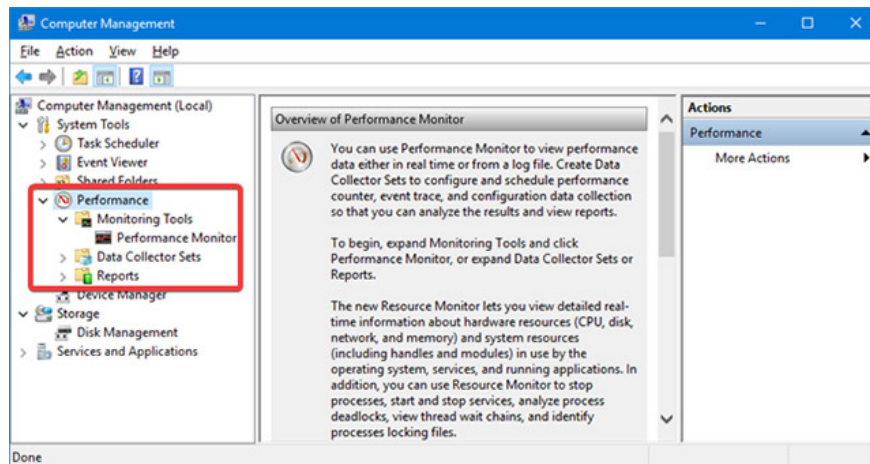 Computer Management
File Action View Help
Computer Management (Local)
System Tools
Task Scheduler
Event Viewer
Shared Folders
Performance
Monitoring Tools
Performance Monitor
Data Collector Sets
Reports
Device Manager
Storage
Disk Management
Services and Applications
Overview of Performance Monitor
You can use Performance Monitor to view performance
data either in real time or from a log file. Create Data
Collector Sets to configure and schedule performance
counter, event trace, and configuration data collection
so that you can analyze the results and view reports.
To begin, expand Monitoring Tools and click
Performance Monitor, or expand Data Collector Sets or
Reports.
The new Resource Monitor lets you view detailed real-
time information about hardware resources (CPU, disk,
network, and memory) and system resources
(including handles and modules) in use by the
operating system, services, and running applications. In
addition, you can use Resource Monitor to stop
processes, start and stop services, analyze process
deadlocks, view thread wait chains, and identify
processes locking files.
Actions
Performance
More Actions
Done